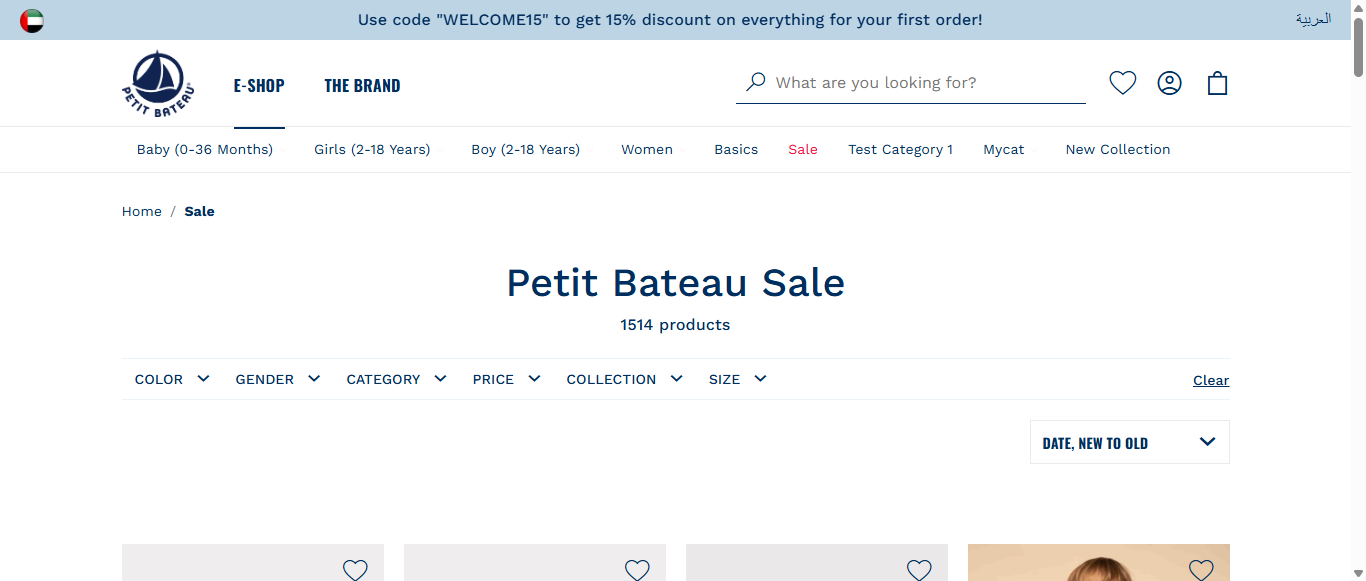 Use code "WELCOME15" to get 15% discount on everything for your first order!
العربية
PETIT BATEAU
E-SHOP
THE BRAND
What are you looking for?
Baby (0-36 Months)
Girls (2-18 Years)
Boy (2-18 Years)
Women
Basics
Sale
Test Category 1
Mycat
New Collection
Home / Sale
Petit Bateau Sale
1514 products
COLOR
GENDER
CATEGORY
PRICE
COLLECTION
SIZE
Clear
DATE, NEW TO OLD